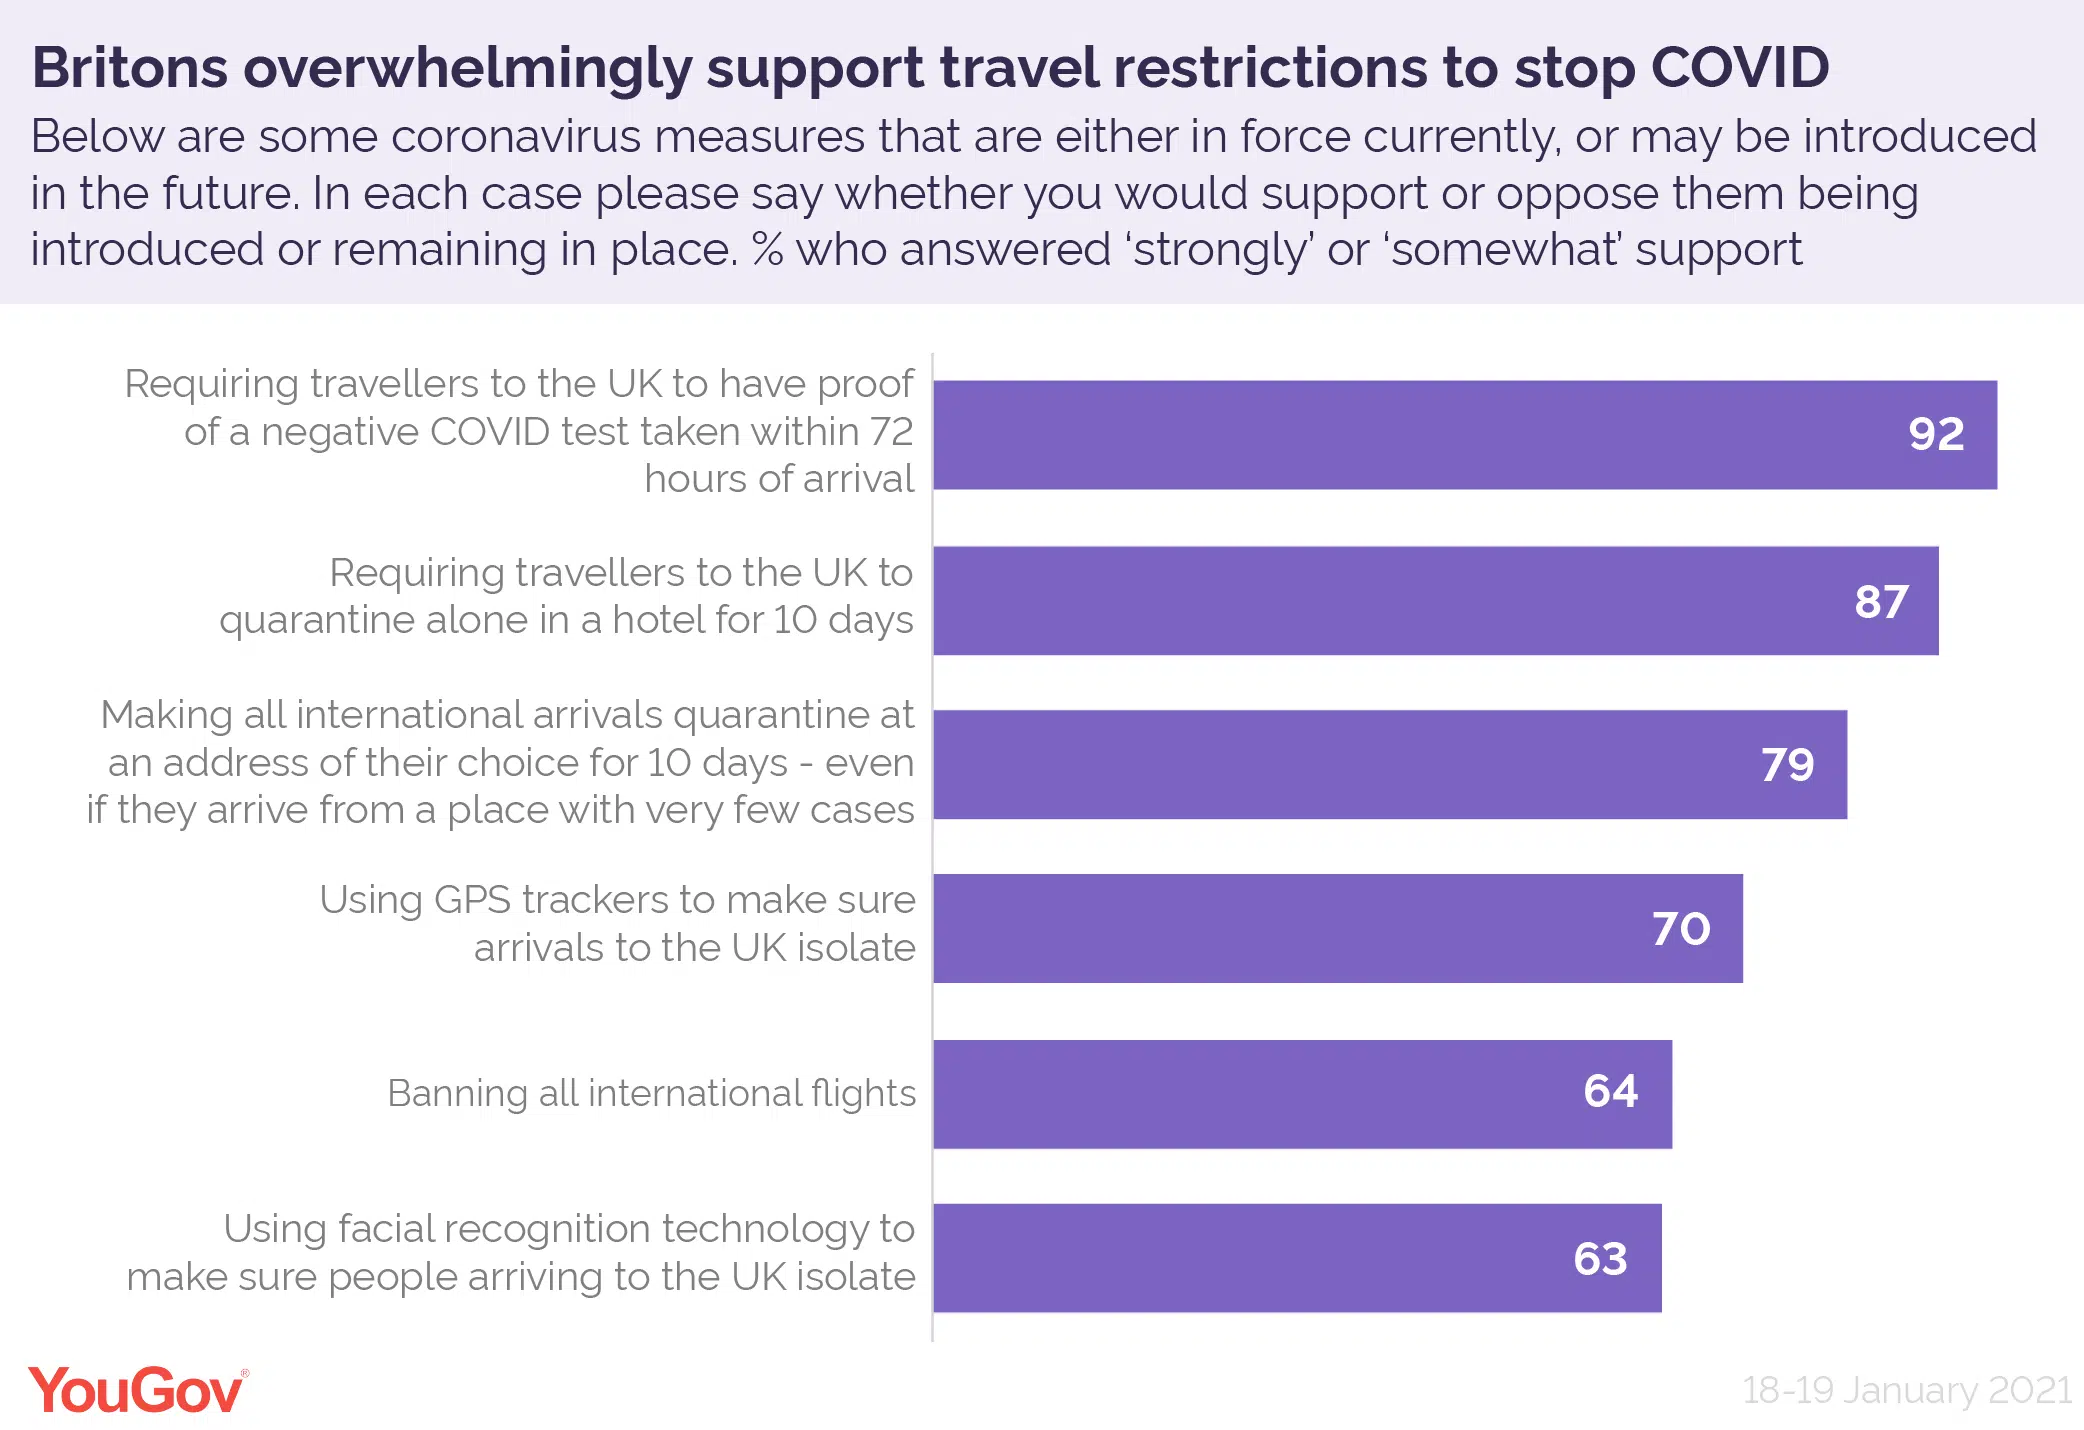 Britons overwhelmingly support travel restrictions to stop COVID
Below are some coronavirus measures that are either in force currently, or may be introduced
in the future. In each case please say whether you would support or oppose them being
introduced or remaining in place. % who answered ‘strongly’ or ‘somewhat’ support
Requiring travellers to the UK to have proof
of a negative COVID test taken within 72
hours of arrival
92
Requiring travellers to the UK to
quarantine alone in a hotel for 10 days
87
Making all international arrivals quarantine at
an address of their choice for 10 days - even
if they arrive from a place with very few cases
79
Using GPS trackers to make sure
arrivals to the UK isolate
70
Banning all international flights
64
Using facial recognition technology to
make sure people arriving to the UK isolate
63
YouGov®
18-19 January 2021